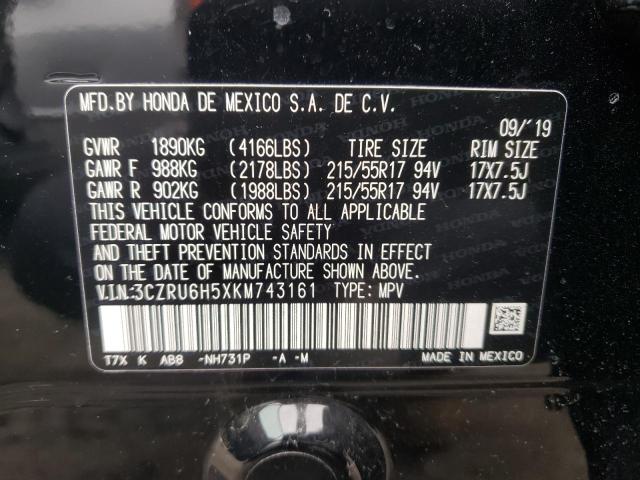 MFD.BY HONDA DE MEXICO S.A. DE C.V.
09/'19
GVWR 1890KG (4166LBS) TIRE SIZE RIM SIZE
GAWR F 988KG (2178LBS) 215/55R17 94V 17X7.5J
GAWR R 902KG (1988LBS) 215/55R17 94V 17X7.5J
THIS VEHICLE CONFORMS TO ALL APPLICABLE
FEDERAL MOTOR VEHICLE SAFETY
AND THEFT PREVENTION STANDARDS IN EFFECT
ON THE DATE OF MANUFACTURE SHOWN ABOVE.
V.I.N:3CZRU6H5XKM743161 TYPE: MPV
T7X K AB8 -NH731P -A -M MADE IN MEXICO